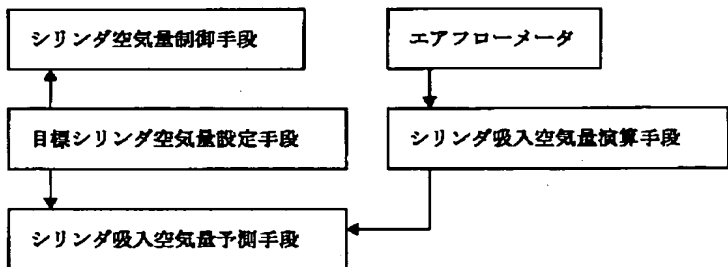 シリンダ空気量制御手段
エアフローメータ
目標シリンダ空気量設定手段
シリンダ吸入空気量演算手段
シリンダ吸入空気量予測手段